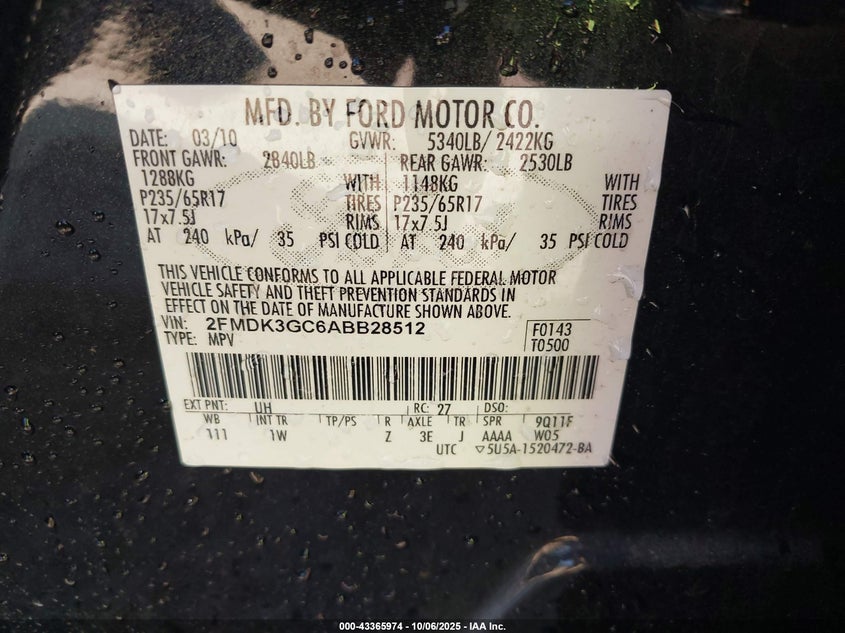 MFD. BY FORD MOTOR CO.
DATE: 03/10 GVWR: 5340LB/ 2422KG
FRONT GAWR: 2840LB REAR GAWR: 2530LB
1288KG WITH 1148KG WITH
P235/65R17 TIRES P235/65R17 TIRES
17x7.5J RIMS 17x7.5J RIMS
AT 240 kPa/ 35 PSI COLD AT 240 kPa/ 35 PSI COLD
THIS VEHICLE CONFORMS TO ALL APPLICABLE FEDERAL MOTOR
VEHICLE SAFETY AND THEFT PREVENTION STANDARDS IN
EFFECT ON THE DATE OF MANUFACTURE SHOWN ABOVE.
VIN: 2FMDK3GC6ABB28512 F0143
TYPE: MPV T0500
EXT PNT: UH RC: 27 DSO:
WB INT TR TP/PS R AXLE TR SPR 9Q11F
111 1W Z 3E J AAAA W05
UTC ▽5U5A-1520472-BA
000-43365974 - 10/06/2025 - IAA Inc.